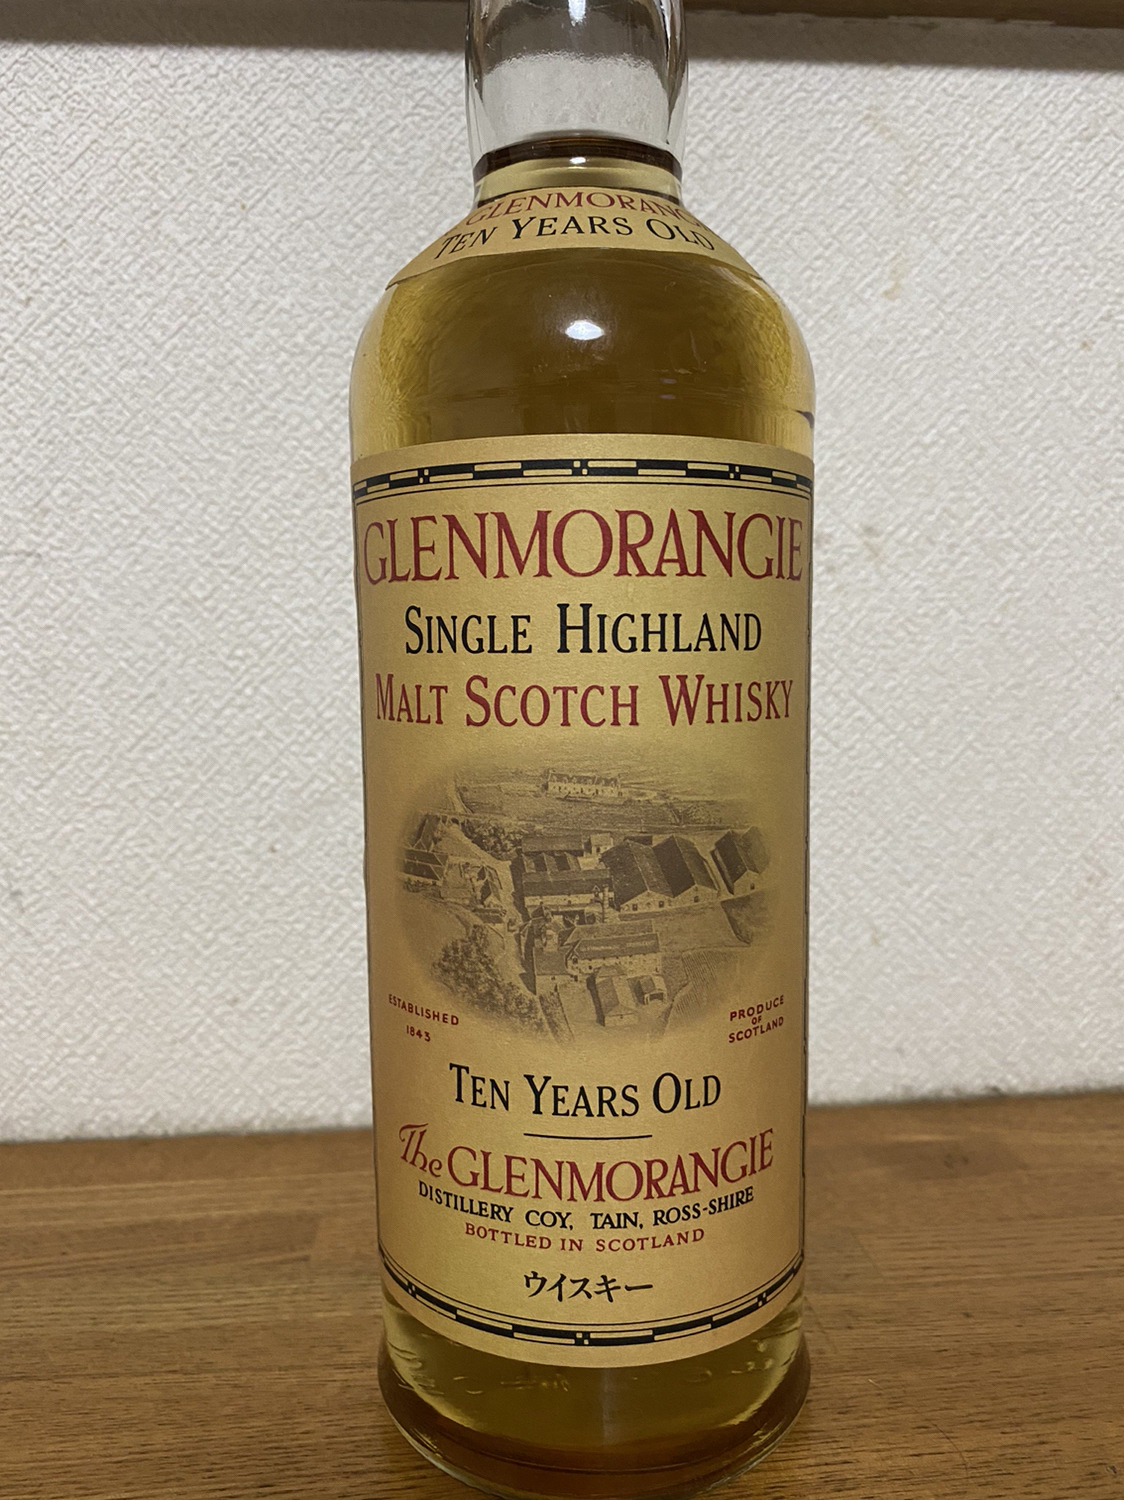 GLENMORANG
TEN YEARS OLD
GLENMORANGIE
SINGLE HIGHLAND
MALT SCOTCH WHISKY
ESTABLISHED
1843
PRODUCE
OF
SCOTLAND
TEN YEARS OLD
The GLENMORANGIE
DISTILLERY COY, TAIN, ROSS-SHIRE
BOTTLED IN SCOTLAND
ウイスキー